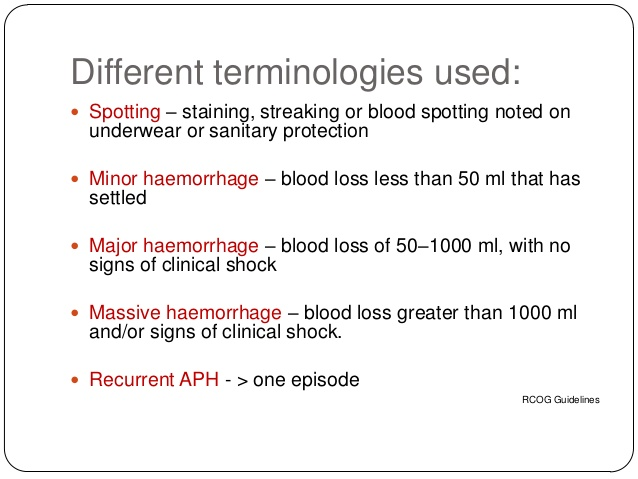 Different terminologies used:
• Spotting – staining, streaking or blood spotting noted on
underwear or sanitary protection
• Minor haemorrhage – blood loss less than 50 ml that has
settled
• Major haemorrhage – blood loss of 50–1000 ml, with no
signs of clinical shock
• Massive haemorrhage – blood loss greater than 1000 ml
and/or signs of clinical shock.
• Recurrent APH - > one episode
RCOG Guidelines